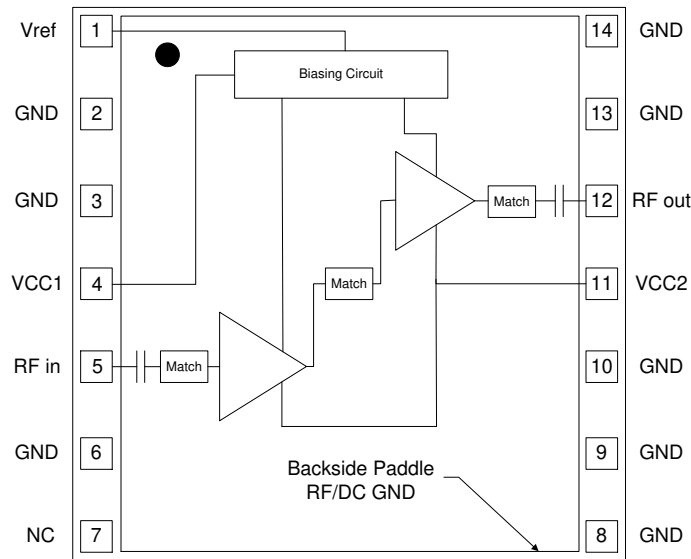 Vref 1 14 GND
Biasing Circuit
GND 2 13 GND
GND 3 Match 12 RF out
VCC1 4 Match 11 VCC2
RF in 5 Match 10 GND
GND 6 9 GND
Backside Paddle
RF/DC GND
NC 7 8 GND